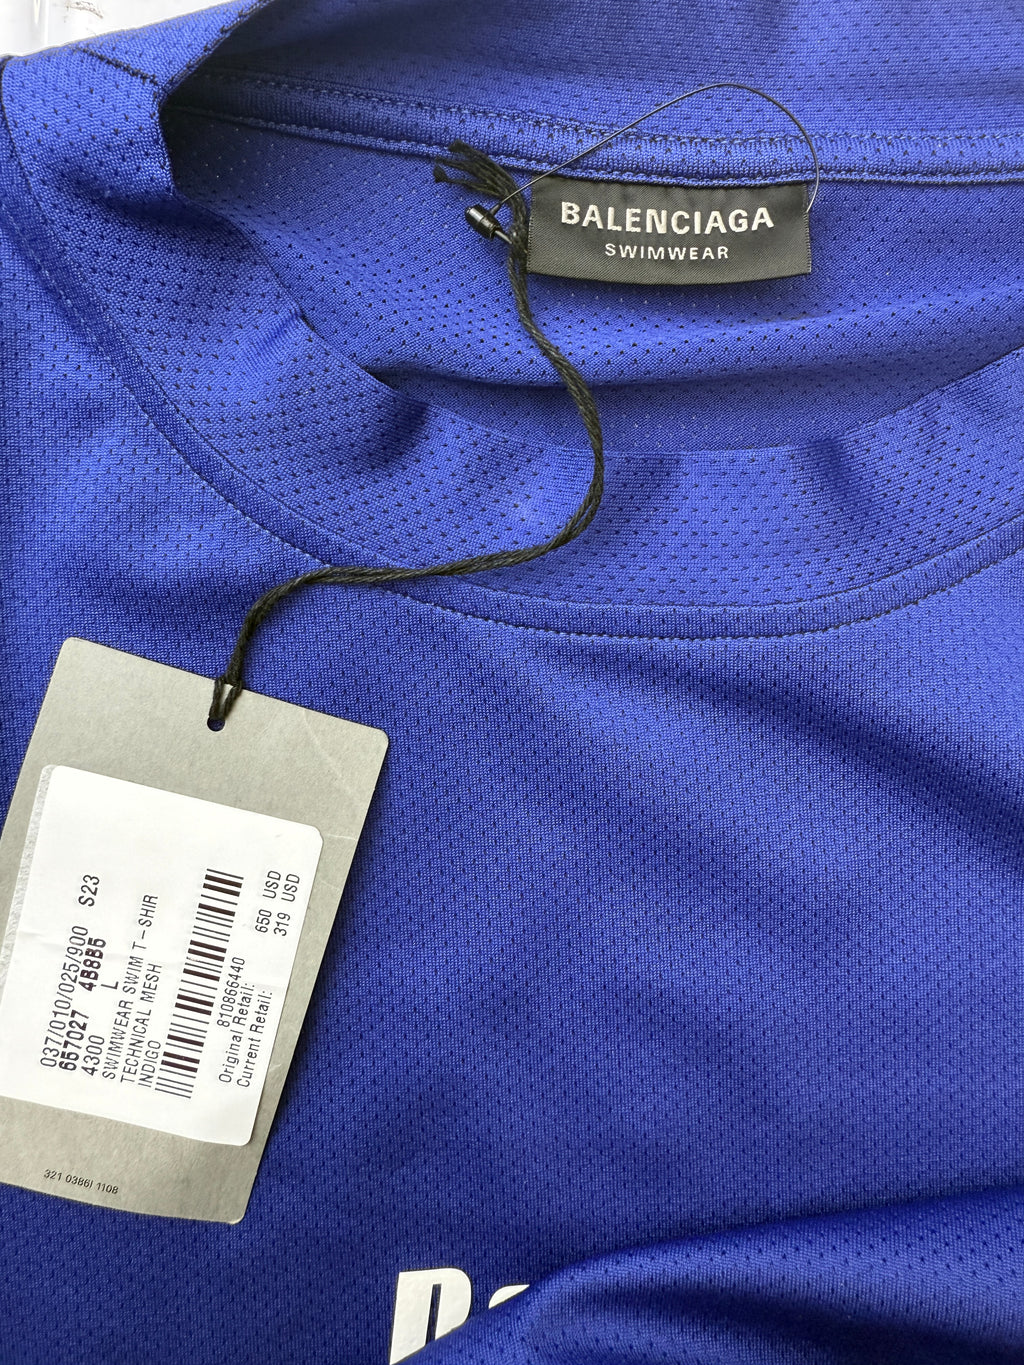 BALENCIAGA
SWIMWEAR
037/010/025/900 S23
657027 4B8B5
4300 L
SWIMWEAR SWIM T-SHIR
TECHNICAL MESH
INDIGO
810866440
Original Retail: 650 USD
Current Retail: 319 USD
321 0386) 1108